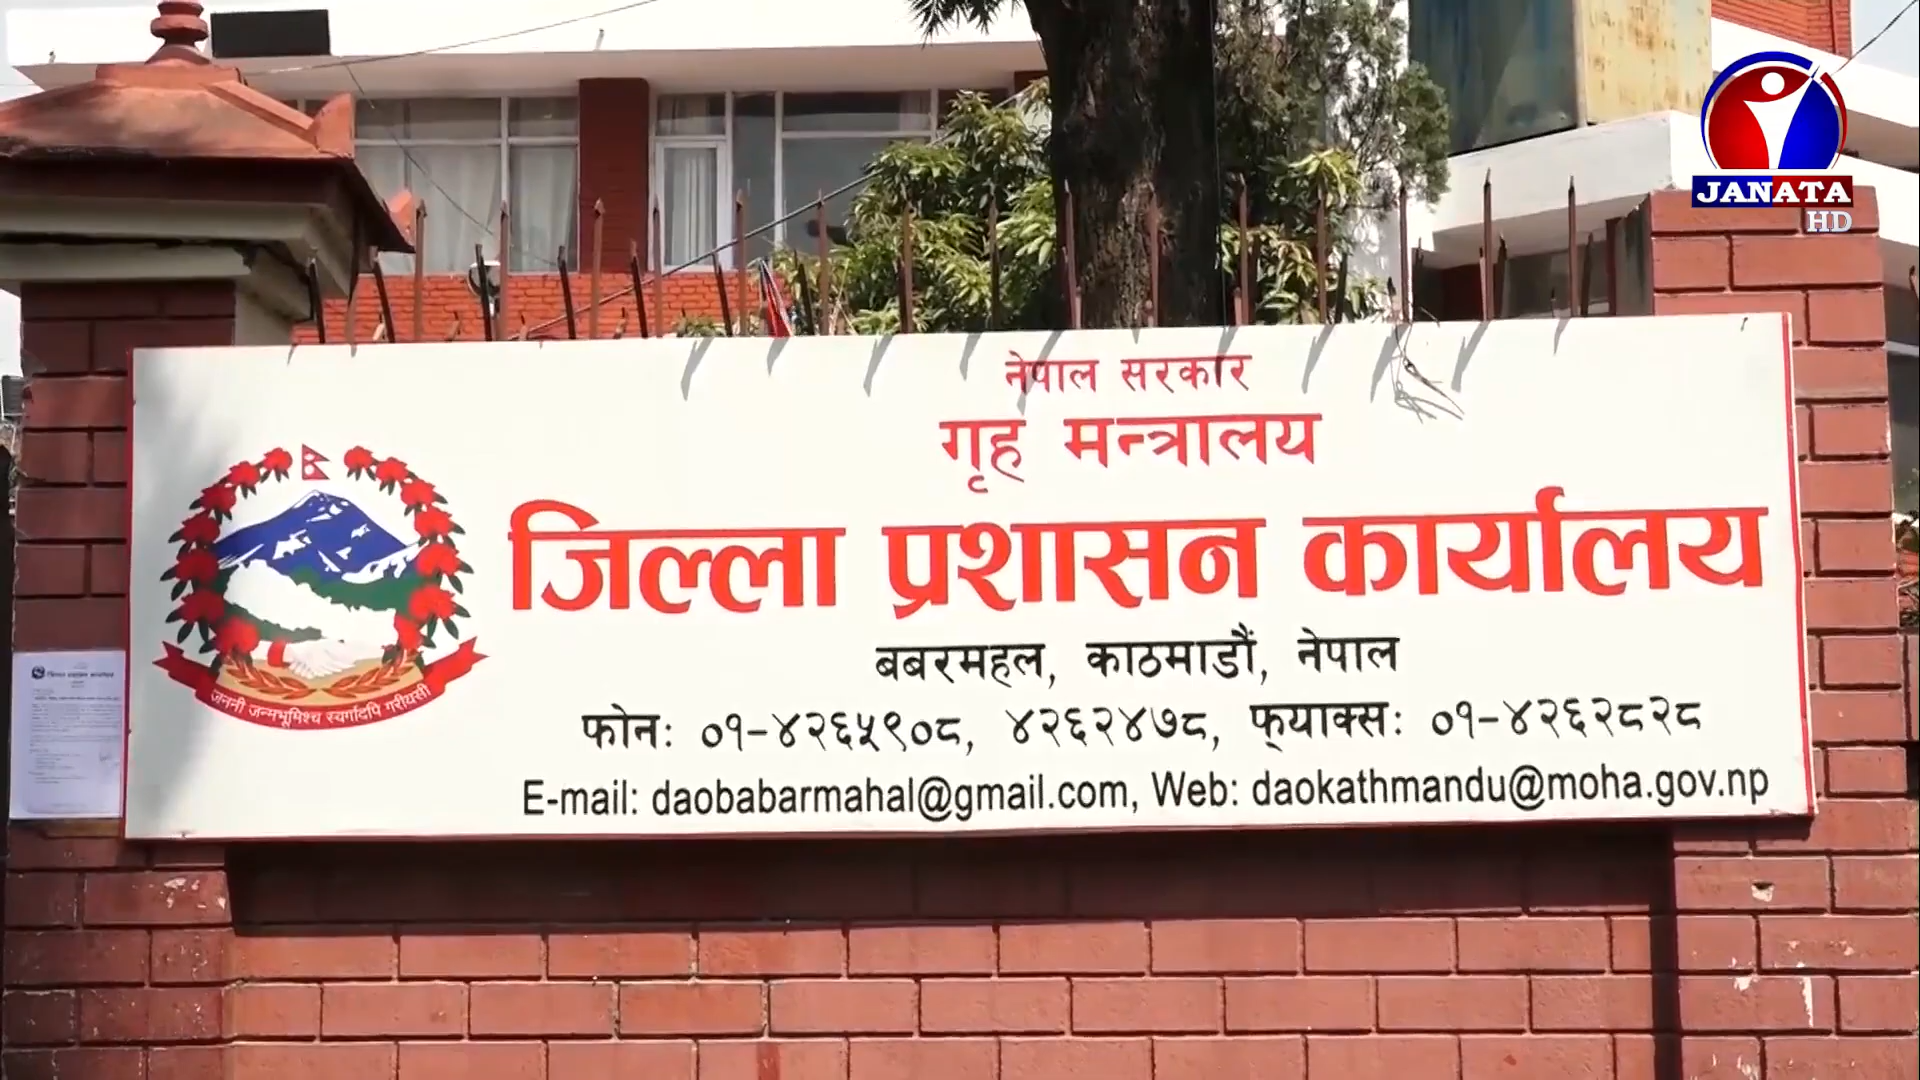 JANATA
HD
नेपाल सरकार
गृह मन्त्रालय
जिल्ला प्रशासन कार्यालय
बबरमहल, काठमाडौं, नेपाल
फोन: ०१-४२६५९०८, ४२६२४७८, फ्याक्स: ०१-४२६२८२८
E-mail: daobabarmahal@gmail.com, Web: daokathmandu@moha.gov.np
जननी जन्मभूमिश्च स्वर्गादपि गरीयसी